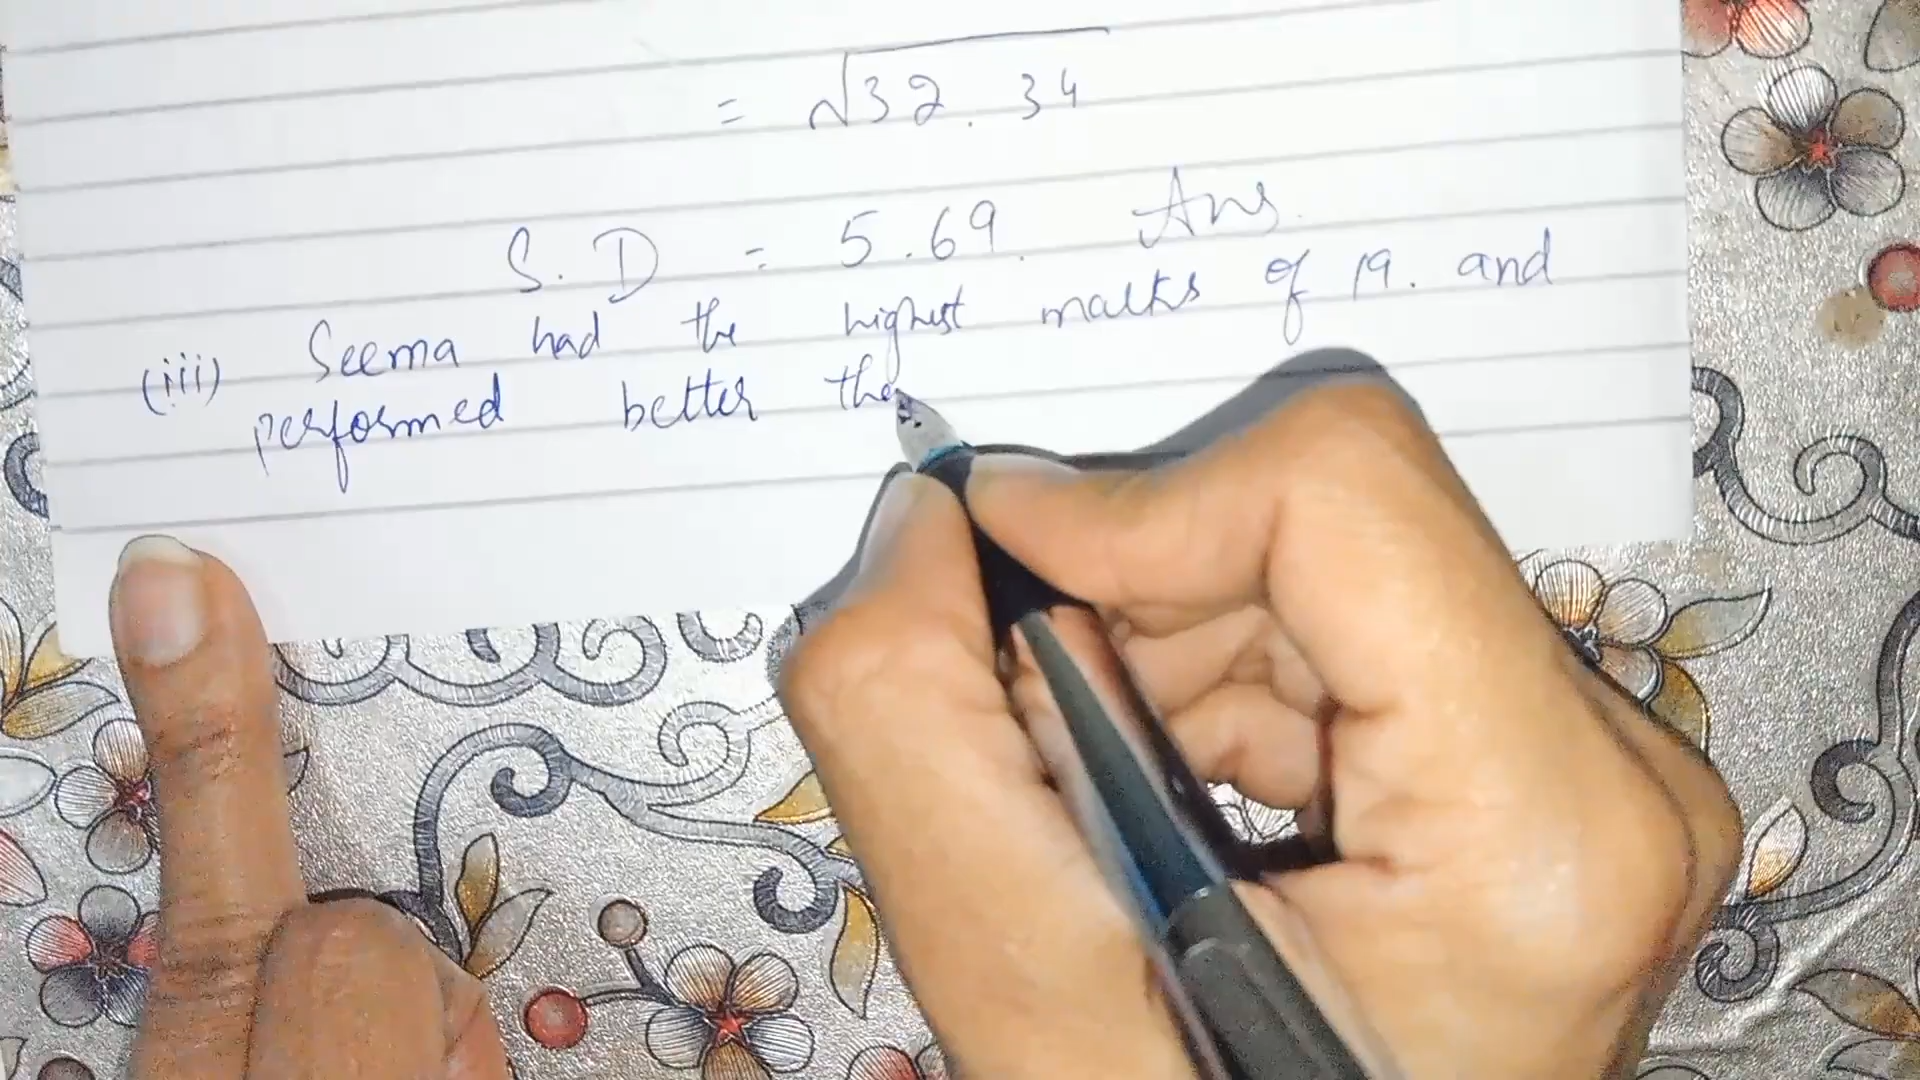 = √32.34
S.D = 5.69. Ans.
(iii) Seema had the highest marks of 19. and
performed better the